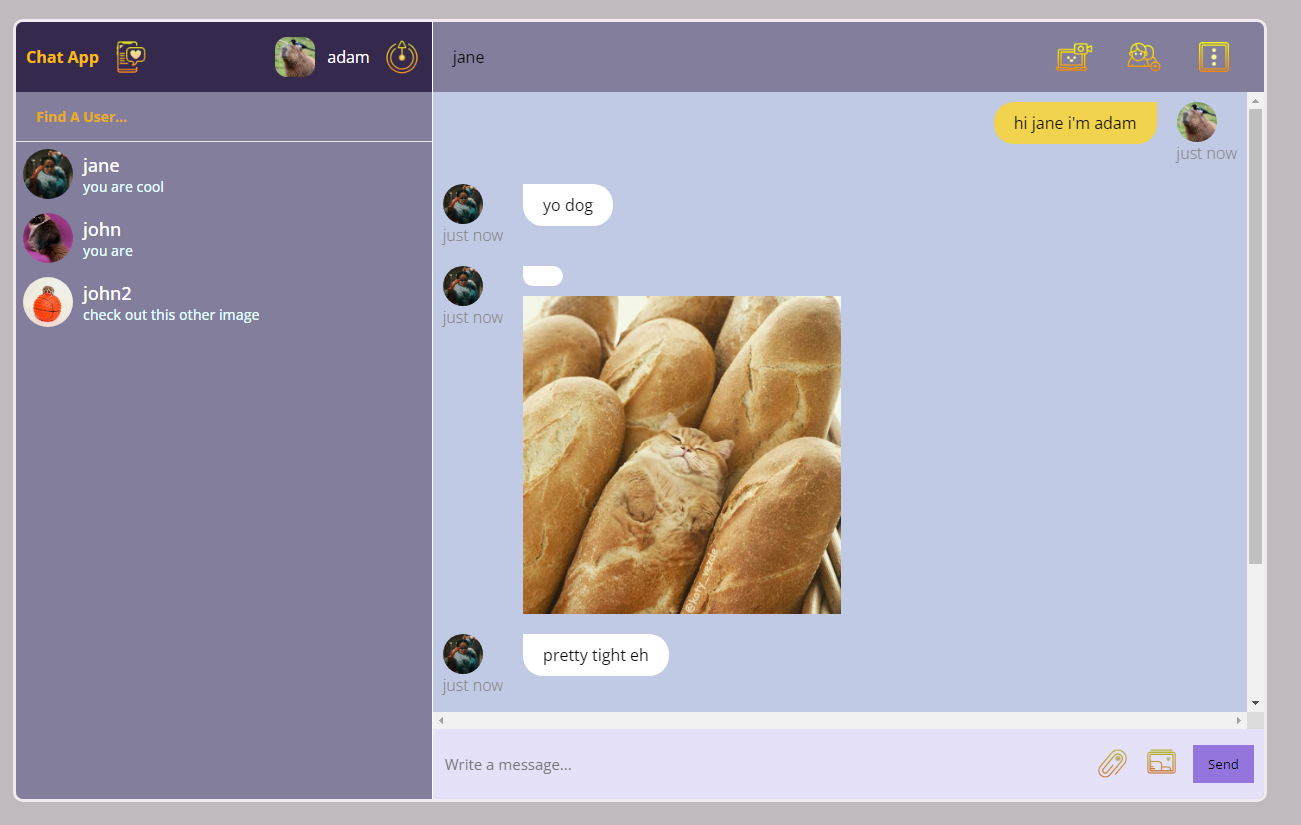 Chat App
adam
Find A User...
jane
you are cool
john
you are
john2
check out this other image
jane
hi jane i'm adam
just now
yo dog
just now
just now
@koty_vezde
pretty tight eh
just now
Write a message...
Send